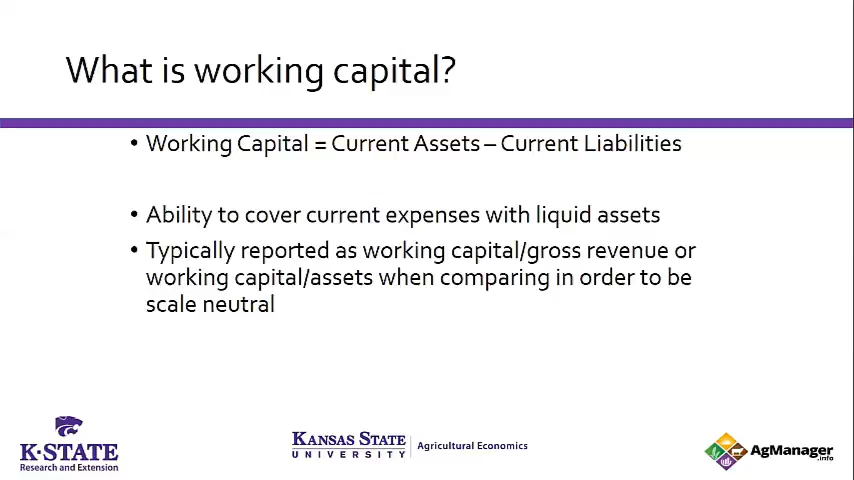 What is working capital?
• Working Capital = Current Assets – Current Liabilities
• Ability to cover current expenses with liquid assets
• Typically reported as working capital/gross revenue or
working capital/assets when comparing in order to be
scale neutral
K-STATE
Research and Extension
KANSAS STATE
UNIVERSITY
Agricultural Economics
AgManager
.info